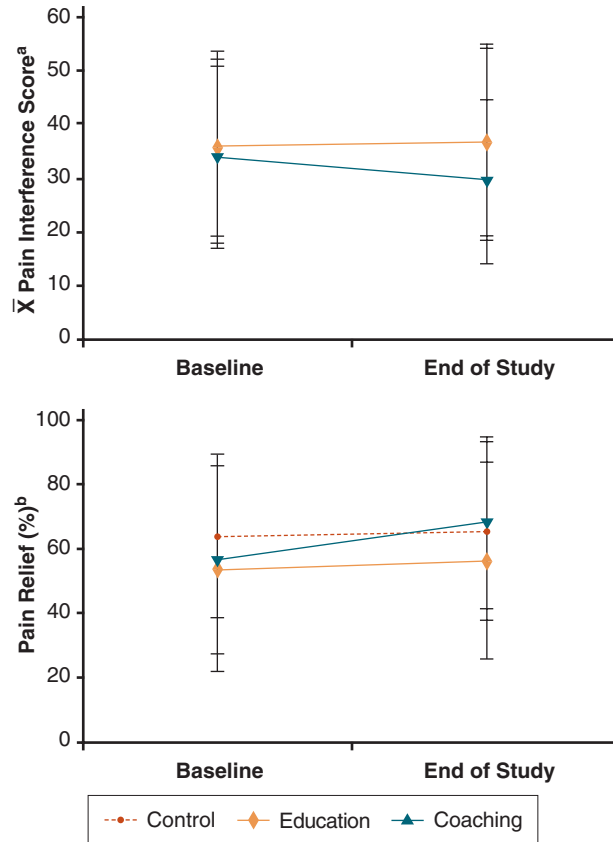 60
50
40
30
20
10
0
X̄ Pain Interference Scoreᵃ
Baseline End of Study
100
80
60
40
20
0
Pain Relief (%)ᵇ
Baseline End of Study
Control Education Coaching